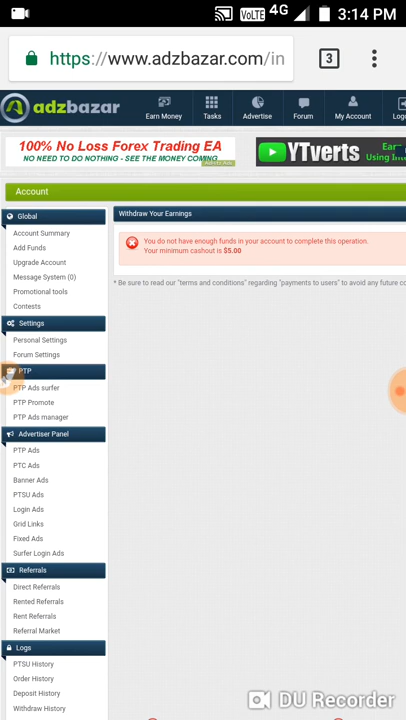 4G 3:14 PM
VoLTE
https://www.adzbazar.com/in
3
adzbazar
Earn Money
Tasks
Advertise
Forum
My Account
100% No Loss Forex Trading EA
NO NEED TO DO NOTHING - SEE THE MONEY COMING
YTverts
Earn
Using
Account
Global
Account Summary
Add Funds
Upgrade Account
Message System (0)
Promotional tools
Contests
Settings
Personal Settings
Forum Settings
PTP
PTP Ads surfer
PTP Promote
PTP Ads manager
Advertiser Panel
PTP Ads
PTC Ads
Banner Ads
PTSU Ads
Login Ads
Grid Links
Fixed Ads
Surfer Login Ads
Referrals
Direct Referrals
Rented Referrals
Rent Referrals
Referral Market
Logs
PTSU History
Order History
Deposit History
Withdraw History
Withdraw Your Earnings
You do not have enough funds in your account to complete this operation.
Your minimum cashout is $5.00
* Be sure to read our "terms and conditions" regarding "payments to users" to avoid any future co
DU Recorder